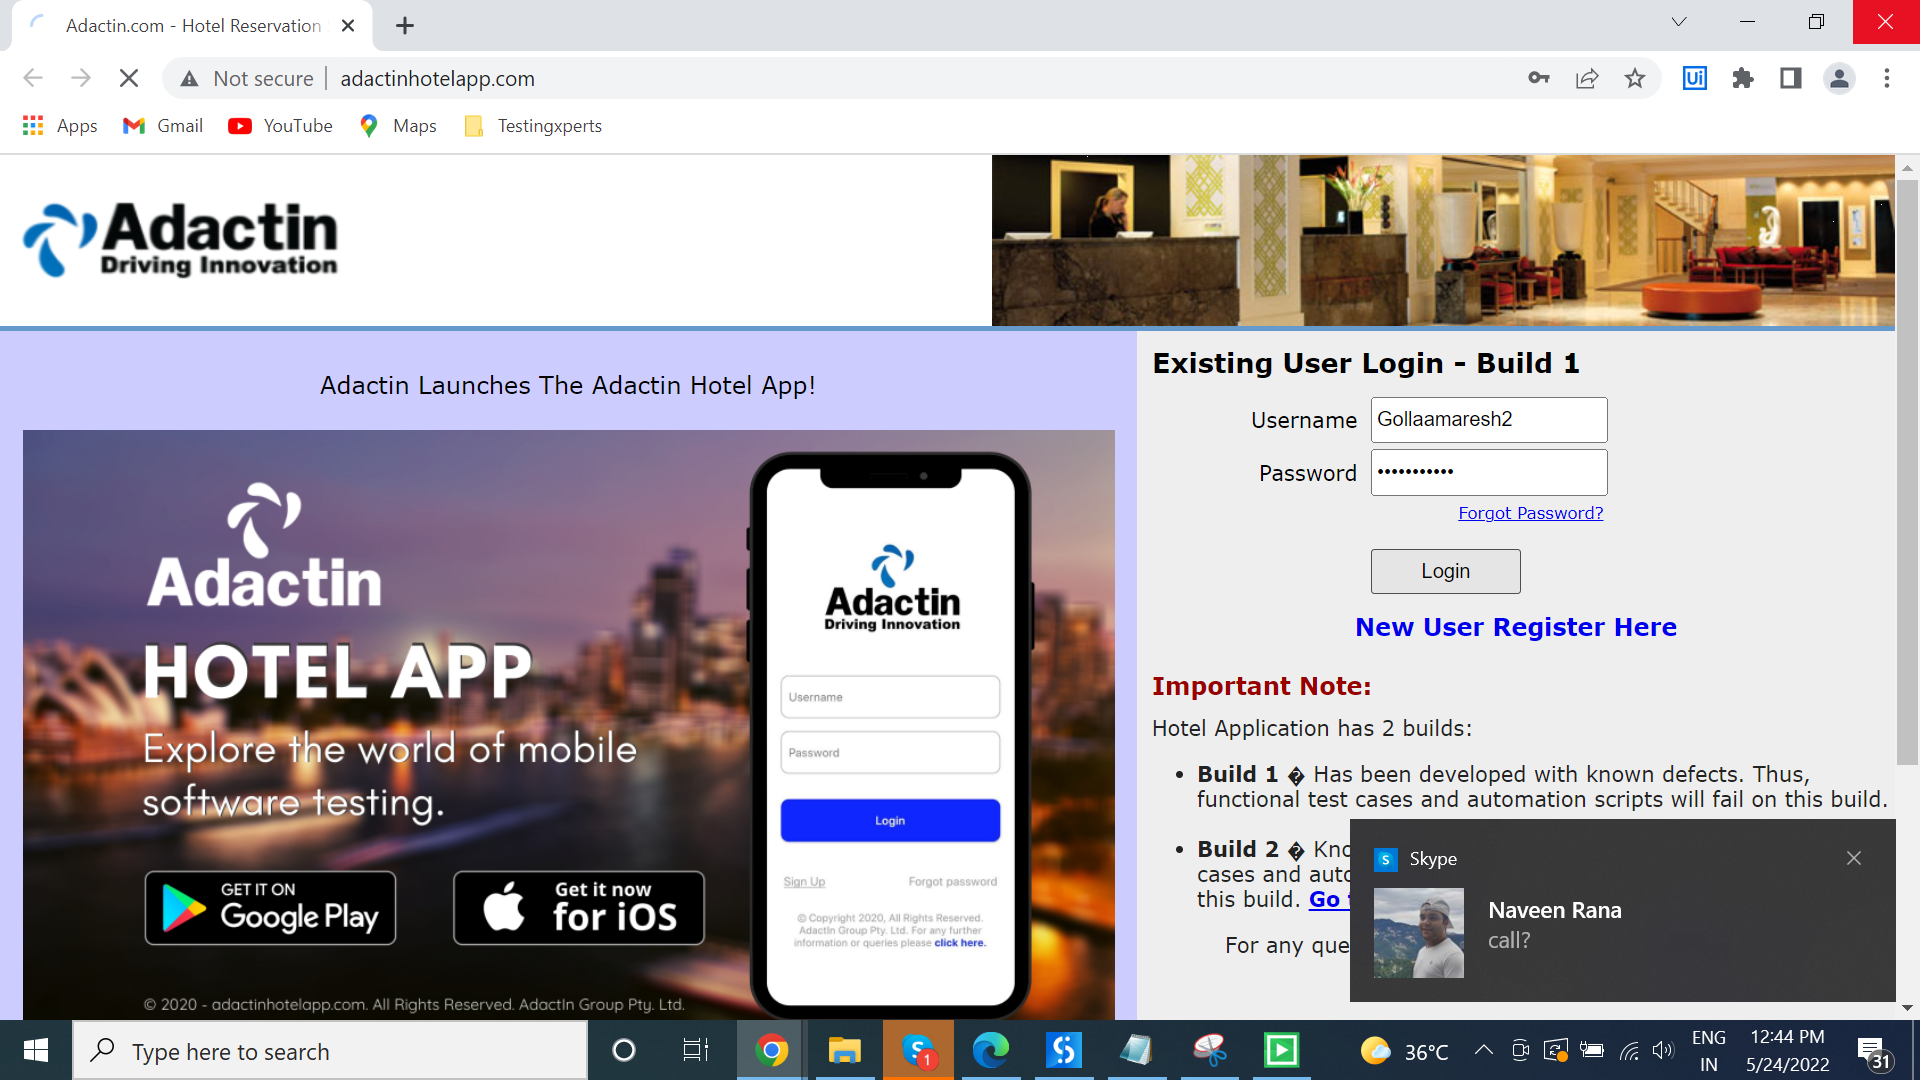 Adactin.com - Hotel Reservation
Not secure
adactinhotelapp.com
Ui
Apps
Gmail
YouTube
Maps
Testingxperts
Adactin
Driving Innovation
Adactin Launches The Adactin Hotel App!
Adactin
HOTEL APP
Explore the world of mobile
software testing.
GET IT ON
Google Play
Get it now
for iOS
© 2020 - adactinhotelapp.com. All Rights Reserved. AdactIn Group Pty. Ltd.
Adactin
Driving Innovation
Username
Password
Login
Sign Up
Forgot password
© Copyright 2020, All Rights Reserved.
AdactIn Group Pty. Ltd. For any further
information or queries please click here.
Existing User Login - Build 1
Username
Gollaamaresh2
Password
•••••••••••
Forgot Password?
Login
New User Register Here
Important Note:
Hotel Application has 2 builds:
• Build 1 � Has been developed with known defects. Thus,
functional test cases and automation scripts will fail on this build.
• Build 2 � Kno
cases and auto
this build. Go
For any que
Skype
Naveen Rana
call?
Type here to search
1
36°C
ENG
IN
12:44 PM
5/24/2022
31